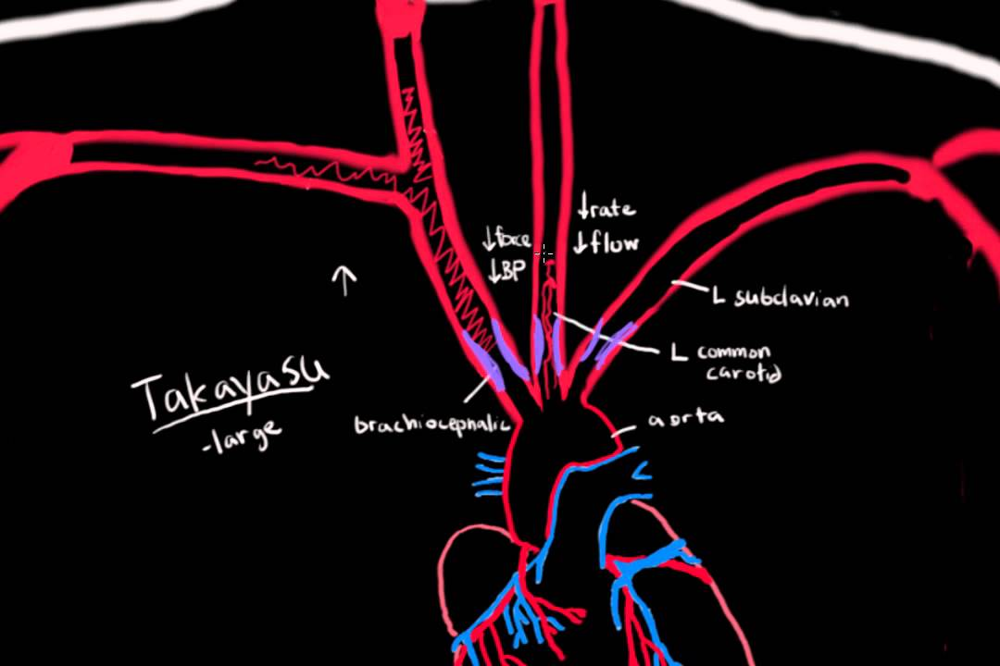 ↓rate
↓force
↓flow
↓BP
↑
L subclavian
Takayasu
-large
L common
carotid
brachiocephalic
aorta